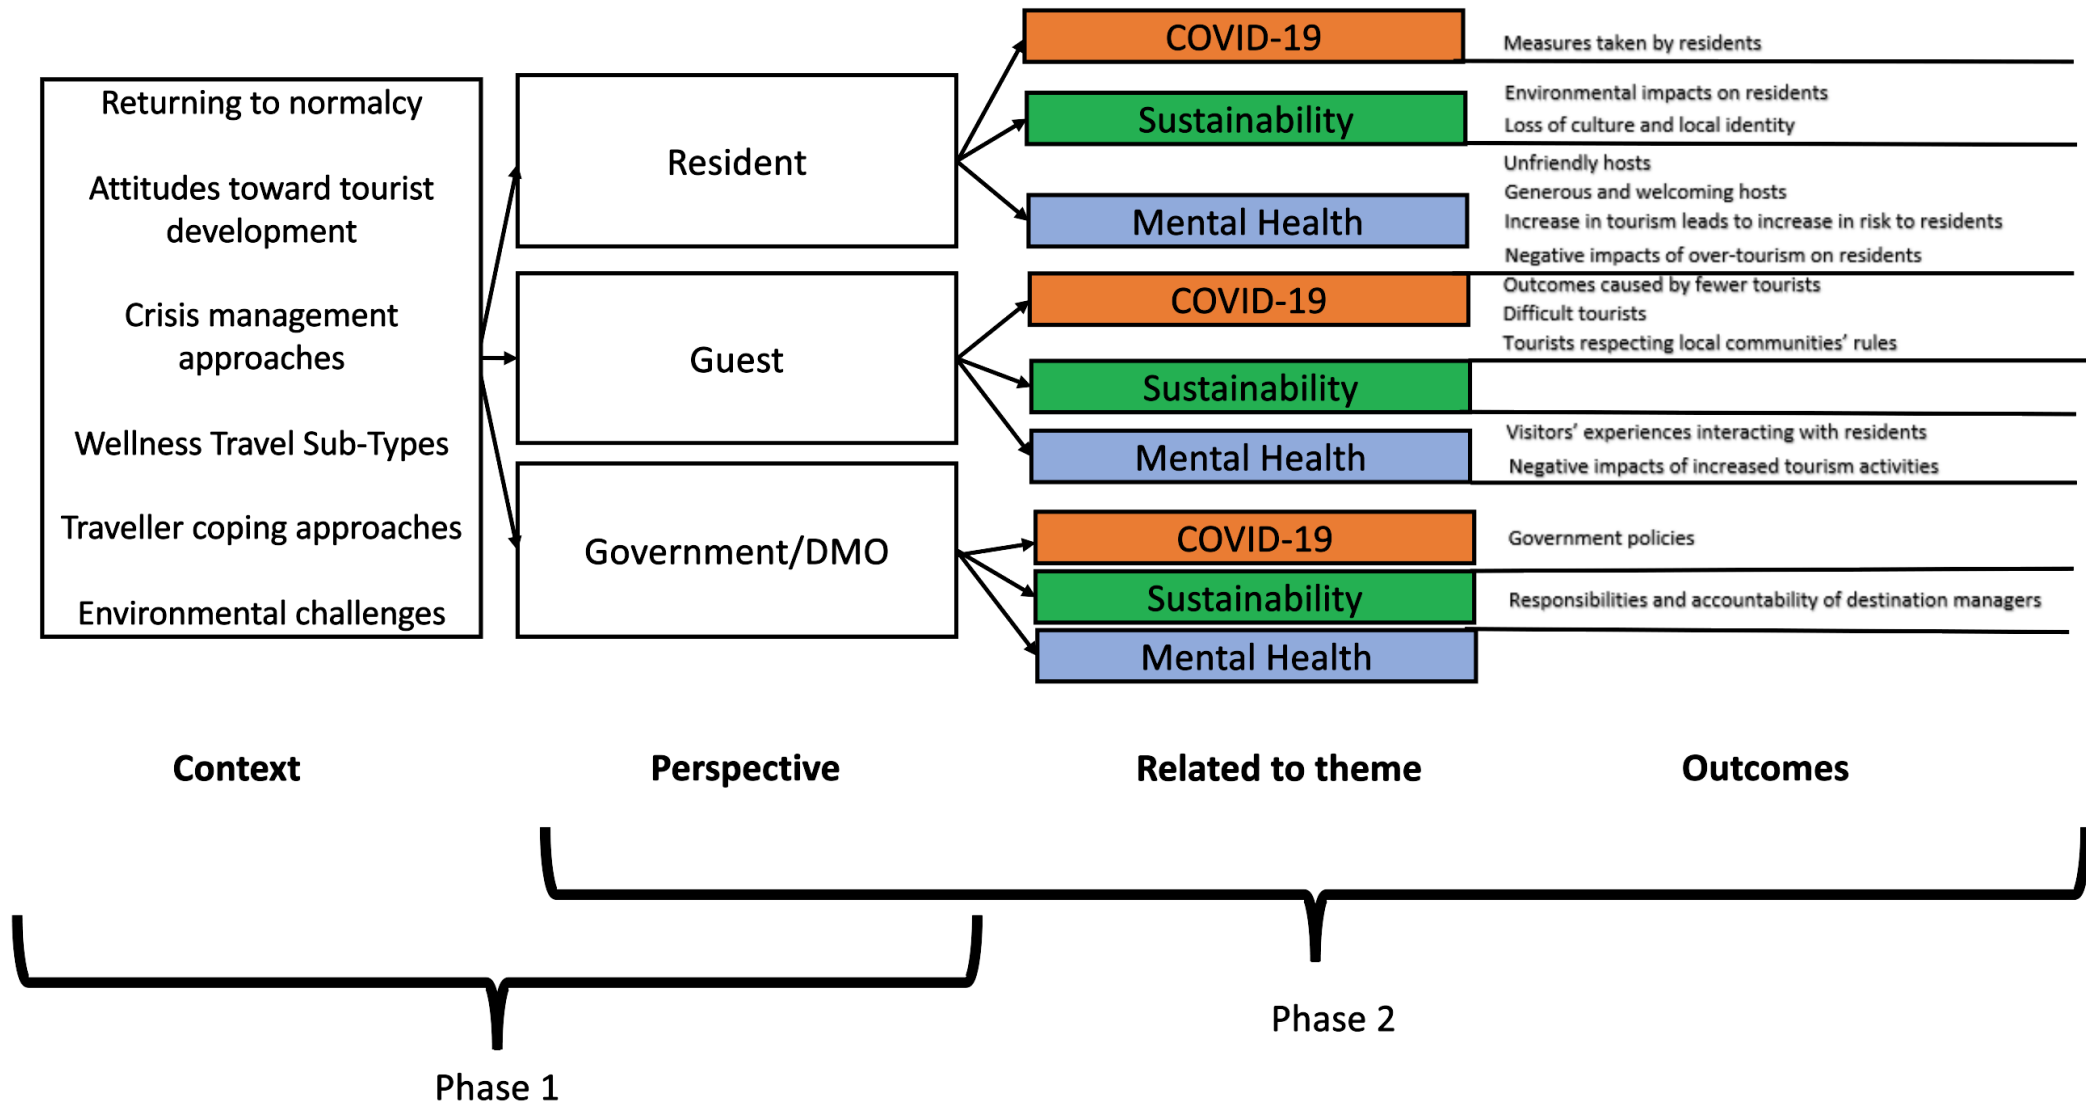 Returning to normalcy
Attitudes toward tourist
development
Crisis management
approaches
Wellness Travel Sub-Types
Traveller coping approaches
Environmental challenges
Resident
Guest
Government/DMO
COVID-19
Sustainability
Mental Health
COVID-19
Sustainability
Mental Health
COVID-19
Sustainability
Mental Health
Measures taken by residents
Environmental impacts on residents
Loss of culture and local identity
Unfriendly hosts
Generous and welcoming hosts
Increase in tourism leads to increase in risk to residents
Negative impacts of over-tourism on residents
Outcomes caused by fewer tourists
Difficult tourists
Tourists respecting local communities’ rules
Visitors’ experiences interacting with residents
Negative impacts of increased tourism activities
Government policies
Responsibilities and accountability of destination managers
Context
Perspective
Related to theme
Outcomes
Phase 2
Phase 1